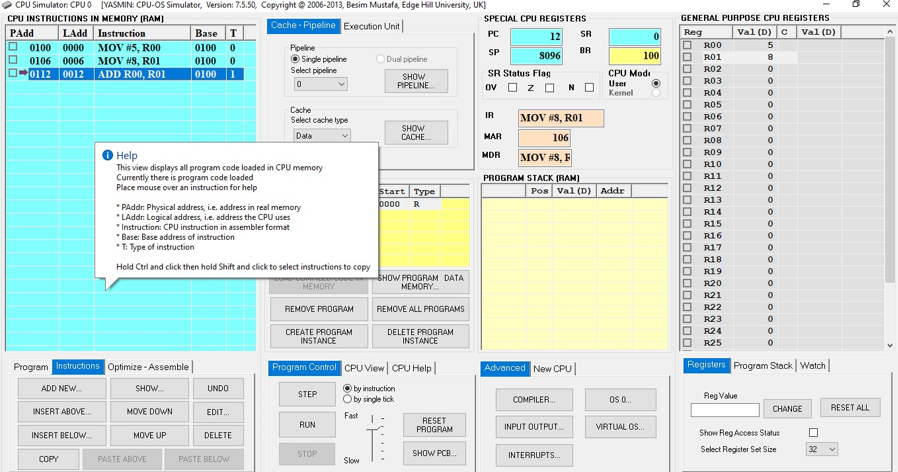 CPU Simulator: CPU 0 [YASMIN, CPU-OS Simulator, Version: 7.5.50, Copyright @ 2006-2013, Besim Mustafa, Edge Hill University, UK]
CPU INSTRUCTIONS IN MEMORY (RAM)
PAdd LAdd Instruction Base T
0100 0000 MOV #5, R00 0100 0
0106 0006 MOV #8, R01 0100 0
0112 0012 ADD R00, R01 0100 1
Help
This view displays all program code loaded in CPU memory
Currently there is program code loaded
Place mouse over an instruction for help
* PAddr: Physical address, i.e. address in real memory
* LAddr: Logical address, i.e. address the CPU uses
* Instruction: CPU instruction in assembler format
* Base: Base address of instruction
* T: Type of instruction
Hold Ctrl and click then hold Shift and click to select instructions to copy
Program Instructions Optimize - Assemble
ADD NEW... SHOW... UNDO
INSERT ABOVE... MOVE DOWN EDIT...
INSERT BELOW... MOVE UP DELETE
COPY PASTE ABOVE PASTE BELOW
Cache - Pipeline Execution Unit
Pipeline
Single pipeline Dual pipeline
Select pipeline
0
SHOW PIPELINE...
Cache
Select cache type
Data
SHOW CACHE...
Start Type
0000 R
MEMORY
SHOW PROGRAM DATA MEMORY...
REMOVE PROGRAM REMOVE ALL PROGRAMS
CREATE PROGRAM INSTANCE DELETE PROGRAM INSTANCE
Program Control CPU View CPU Help
STEP
by instruction
by single tick
RUN
Fast
RESET PROGRAM
STOP
Slow
SHOW PCB...
SPECIAL CPU REGISTERS
PC 12 SR 0
SP 8096 BR 100
SR Status Flag
OV Z N
CPU Mode
User
Kernel
IR MOV #8, R01
MAR 106
MDR MOV #8, F
PROGRAM STACK (RAM)
Pos Val(D) Addr
Advanced New CPU
COMPILER... OS 0...
INPUT OUTPUT... VIRTUAL OS...
INTERRUPTS...
GENERAL PURPOSE CPU REGISTERS
Reg Val(D) C Val(D)
R00 5
R01 8
R02 0
R03 0
R04 0
R05 0
R06 0
R07 0
R08 0
R09 0
R10 0
R11 0
R12 0
R13 0
R14 0
R15 0
R16 0
R17 0
R18 0
R19 0
R20 0
R21 0
R22 0
R23 0
R24 0
R25 0
Registers Program Stack Watch
Reg Value
CHANGE RESET ALL
Show Reg Access Status
Select Register Set Size 32